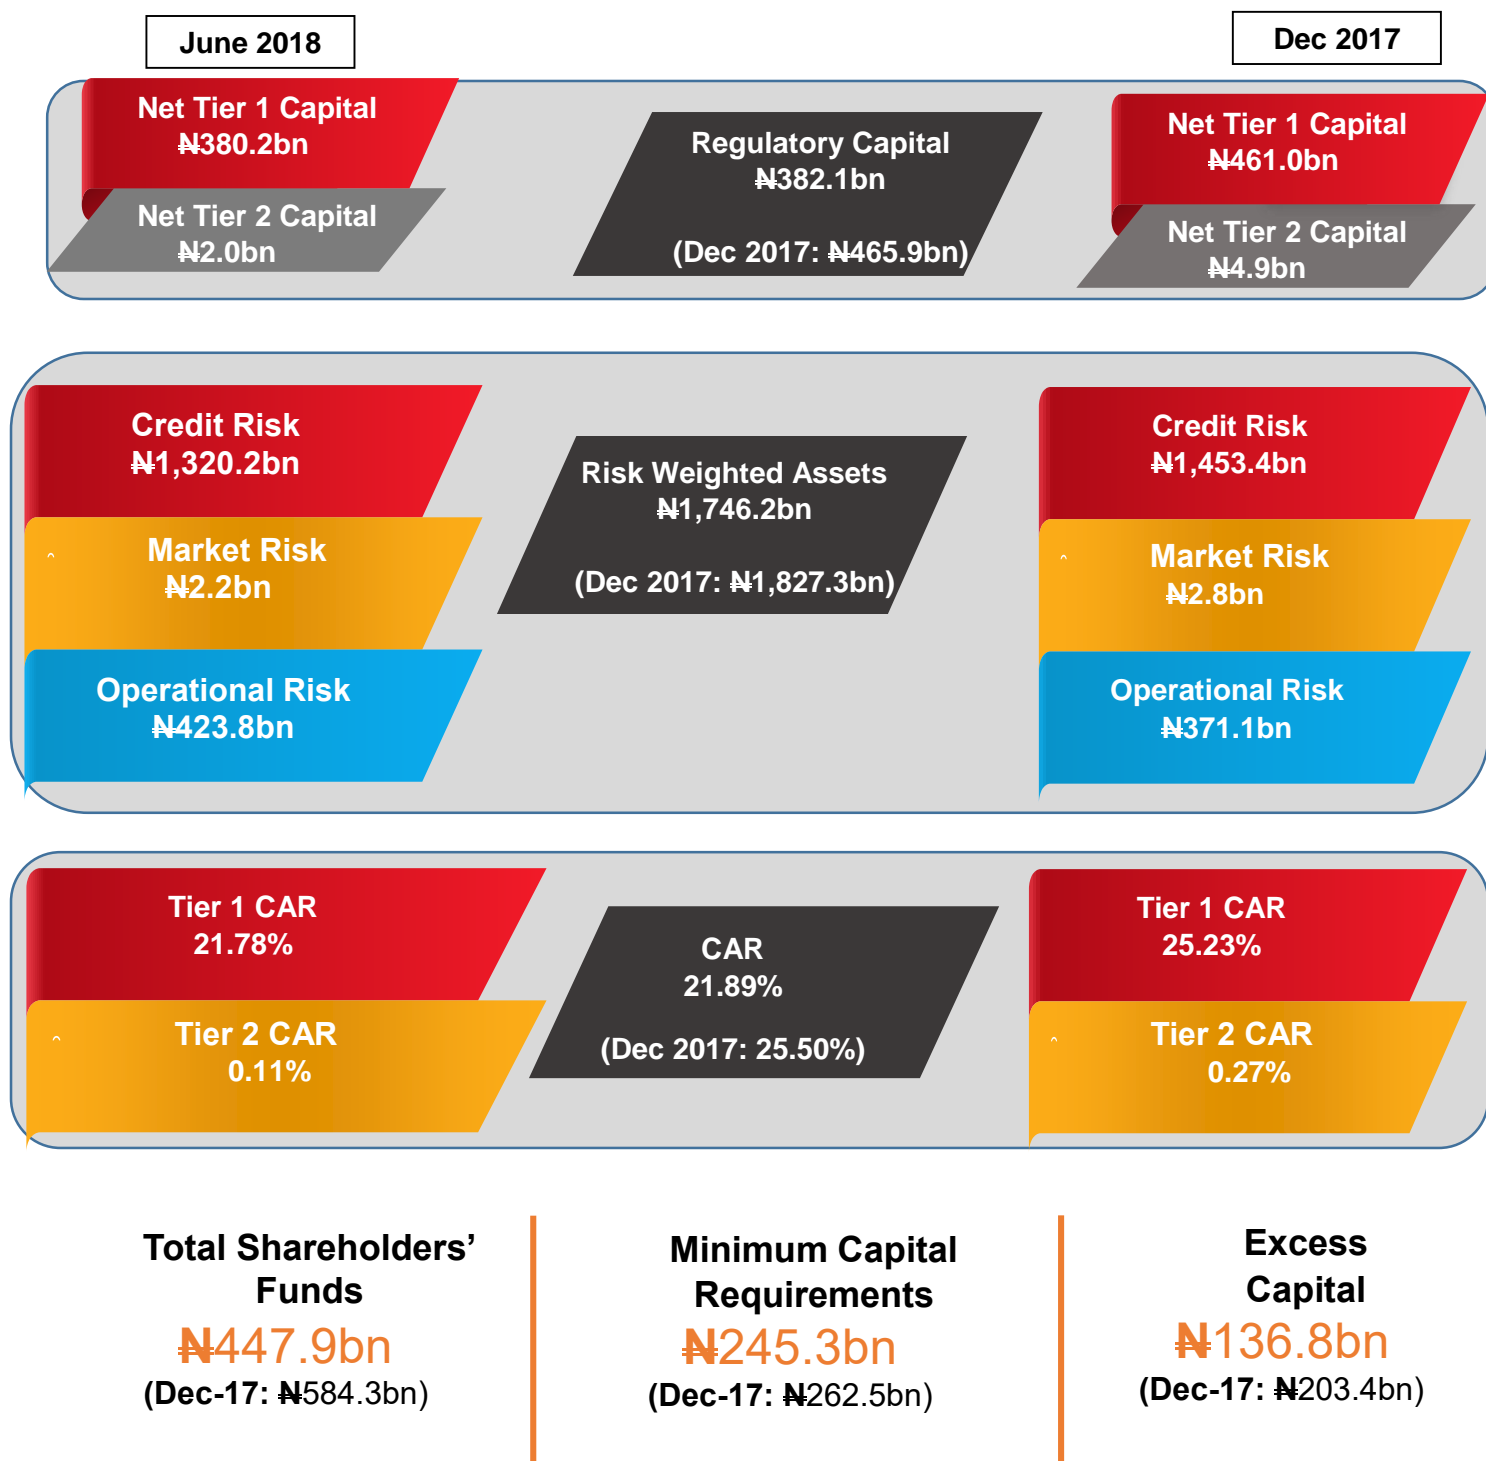 June 2018
Dec 2017
Net Tier 1 Capital
₦380.2bn
Net Tier 2 Capital
₦2.0bn
Regulatory Capital
₦382.1bn
(Dec 2017: ₦465.9bn)
Net Tier 1 Capital
₦461.0bn
Net Tier 2 Capital
₦4.9bn
Credit Risk
₦1,320.2bn
Market Risk
₦2.2bn
Operational Risk
₦423.8bn
Risk Weighted Assets
₦1,746.2bn
(Dec 2017: ₦1,827.3bn)
Credit Risk
₦1,453.4bn
Market Risk
₦2.8bn
Operational Risk
₦371.1bn
Tier 1 CAR
21.78%
Tier 2 CAR
0.11%
CAR
21.89%
(Dec 2017: 25.50%)
Tier 1 CAR
25.23%
Tier 2 CAR
0.27%
Total Shareholders’
Funds
₦447.9bn
(Dec-17: ₦584.3bn)
Minimum Capital
Requirements
₦245.3bn
(Dec-17: ₦262.5bn)
Excess
Capital
₦136.8bn
(Dec-17: ₦203.4bn)